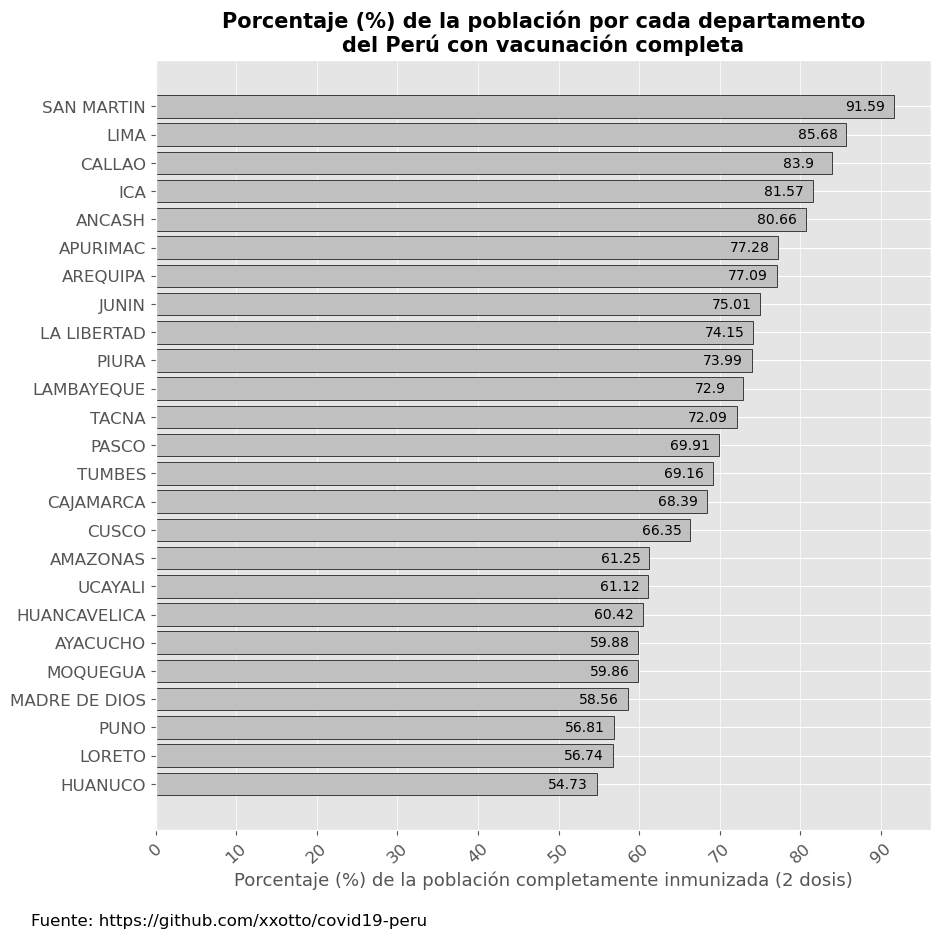 Porcentaje (%) de la población por cada departamento
del Perú con vacunación completa
SAN MARTIN 91.59
LIMA 85.68
CALLAO 83.9
ICA 81.57
ANCASH 80.66
APURIMAC 77.28
AREQUIPA 77.09
JUNIN 75.01
LA LIBERTAD 74.15
PIURA 73.99
LAMBAYEQUE 72.9
TACNA 72.09
PASCO 69.91
TUMBES 69.16
CAJAMARCA 68.39
CUSCO 66.35
AMAZONAS 61.25
UCAYALI 61.12
HUANCAVELICA 60.42
AYACUCHO 59.88
MOQUEGUA 59.86
MADRE DE DIOS 58.56
PUNO 56.81
LORETO 56.74
HUANUCO 54.73
0 10 20 30 40 50 60 70 80 90
Porcentaje (%) de la población completamente inmunizada (2 dosis)
Fuente: https://github.com/xxotto/covid19-peru